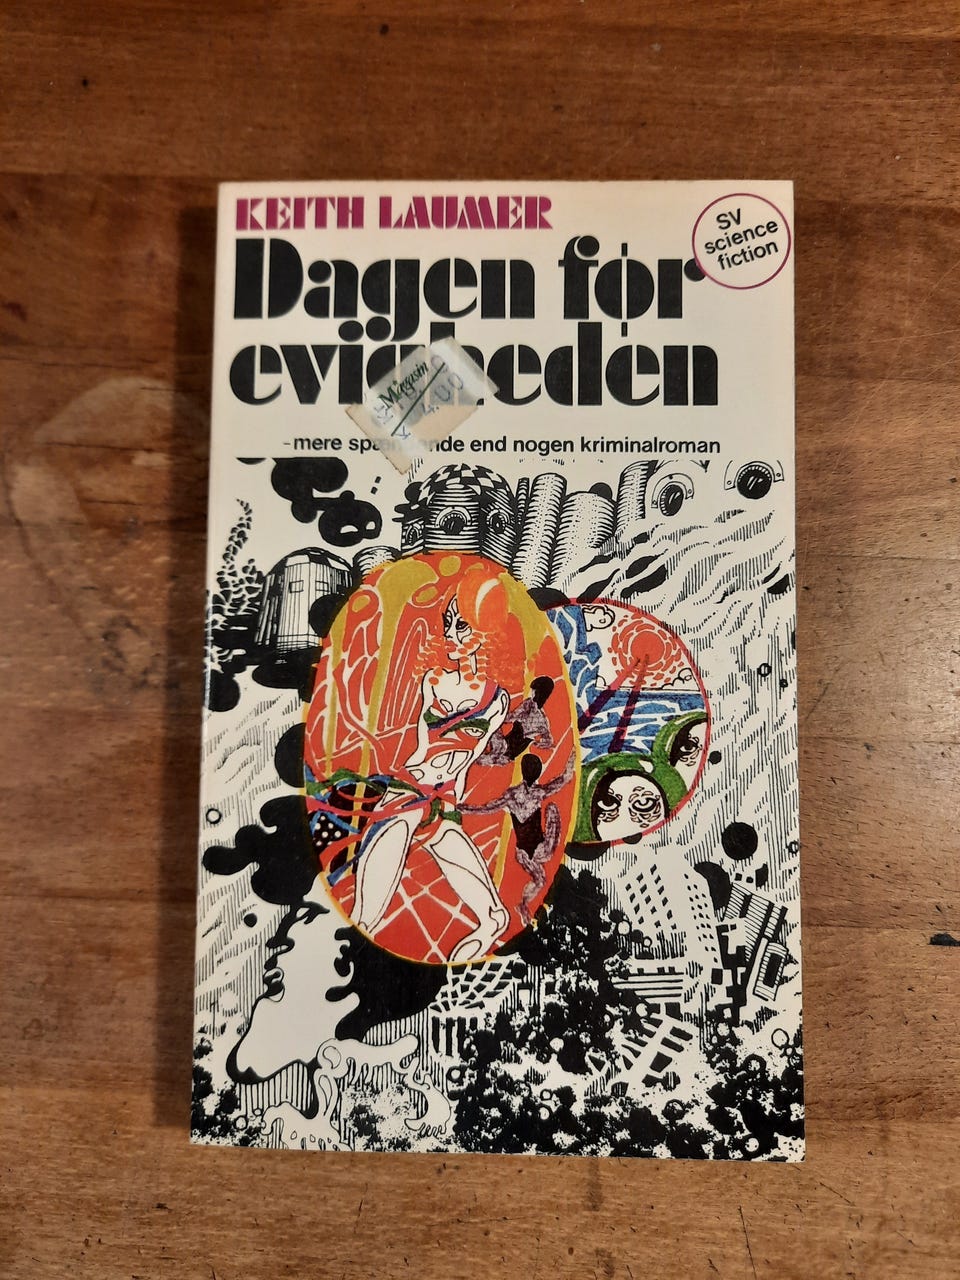 KEITH LAUMER
SV
science
fiction
Dagen før
evigheden
Magasin
-mere spændende end nogen kriminalroman